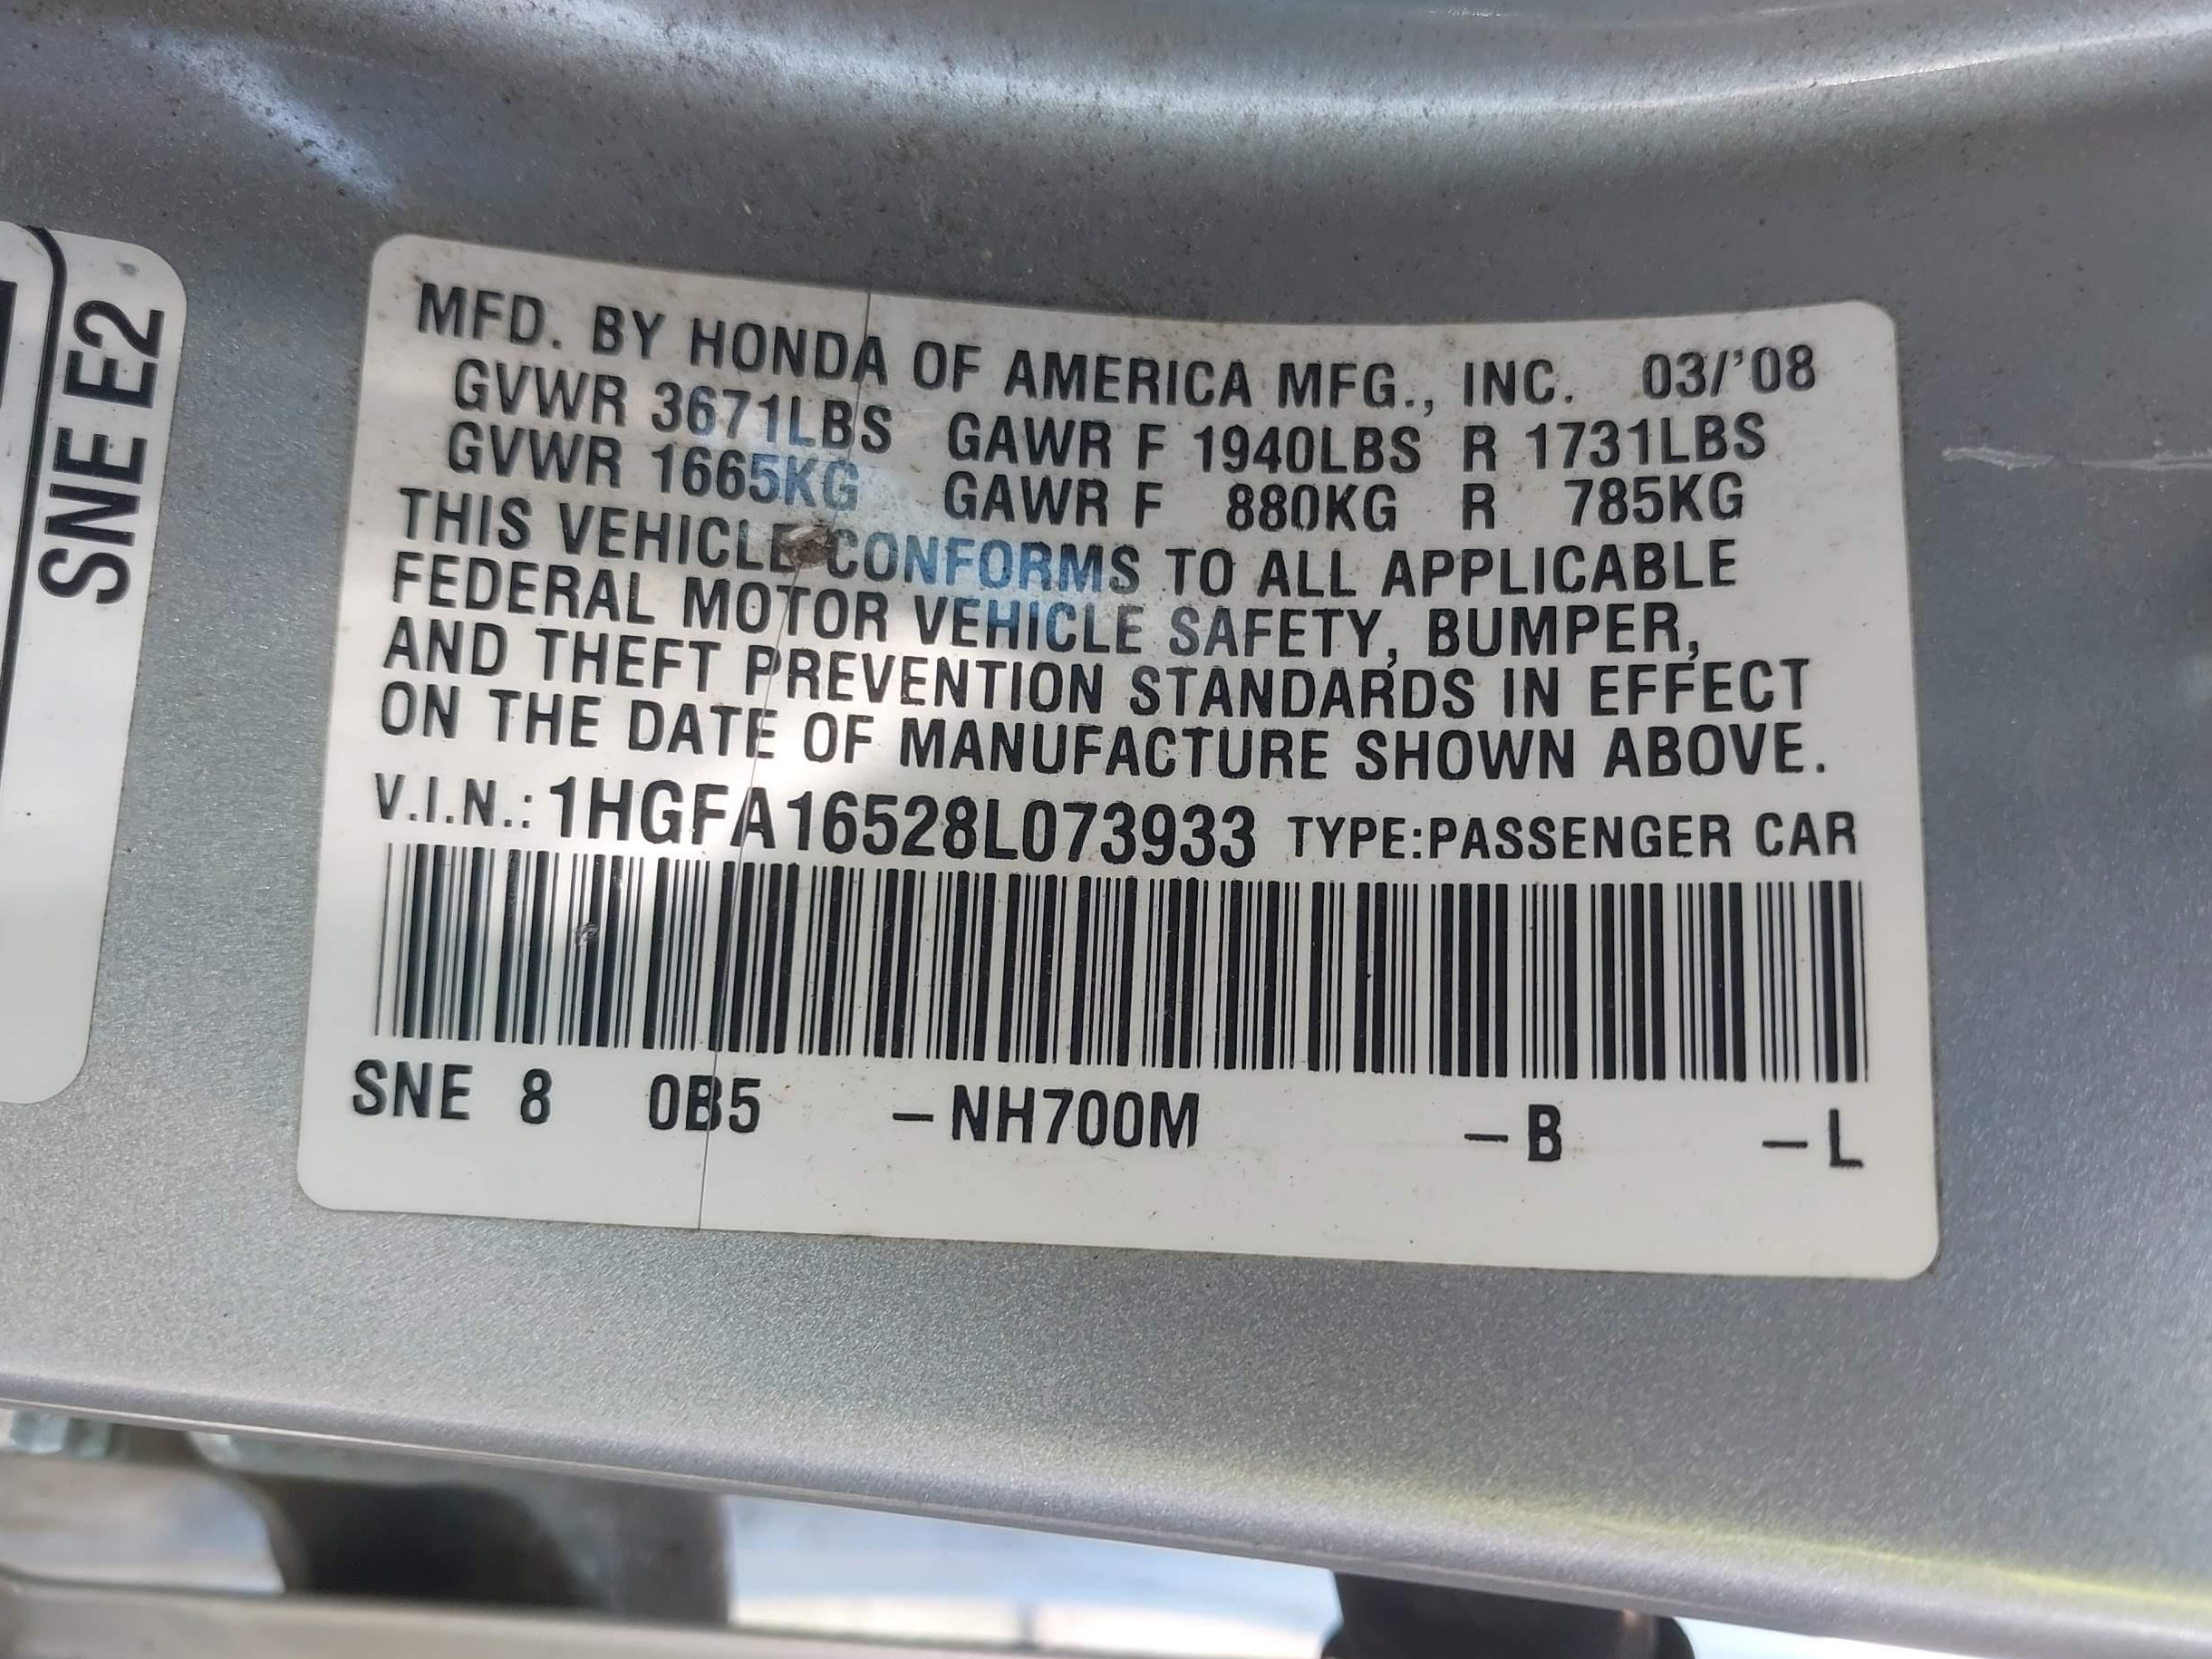 SNE E2
MFD. BY HONDA OF AMERICA MFG., INC. 03/'08
GVWR 3671LBS GAWR F 1940LBS R 1731LBS
GVWR 1665KG GAWR F 880KG R 785KG
THIS VEHICLE CONFORMS TO ALL APPLICABLE
FEDERAL MOTOR VEHICLE SAFETY, BUMPER,
AND THEFT PREVENTION STANDARDS IN EFFECT
ON THE DATE OF MANUFACTURE SHOWN ABOVE.
V.I.N.: 1HGFA16528L073933 TYPE:PASSENGER CAR
SNE 8 0B5 -NH700M -B -L